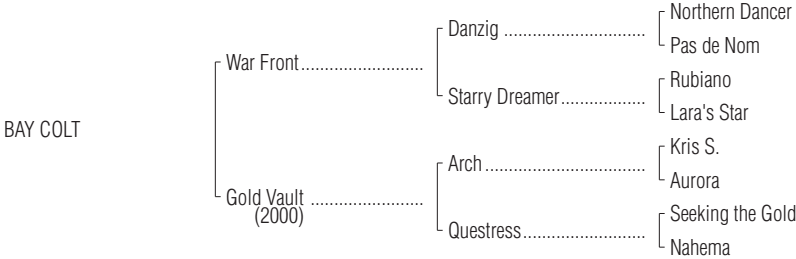 Northern Dancer
Danzig ..............................
Pas de Nom
War Front..........................
Rubiano
Starry Dreamer..................
Lara's Star
BAY COLT
Kris S.
Arch ..................................
Aurora
Gold Vault ........................
(2000)
Seeking the Gold
Questress..........................
Nahema